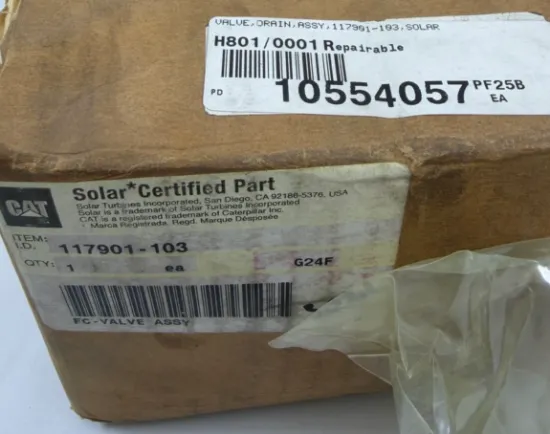 VALVE,DRAIN,ASSY,117901-103,SOLAR
H801/0001 Repairable
PD 10554057 PF25B
EA
CAT
Solar*Certified Part
Solar Turbines Incorporated, San Diego, CA 92186-5376, USA
Solar is a trademark of Solar Turbines Incorporated
CAT is a registered trademark of Caterpillar Inc.
Marca Registrada, Regd. Marque Déposée
ITEM:
I.D. 117901-103
QTY: 1 ea G24F
FC-VALVE ASSY